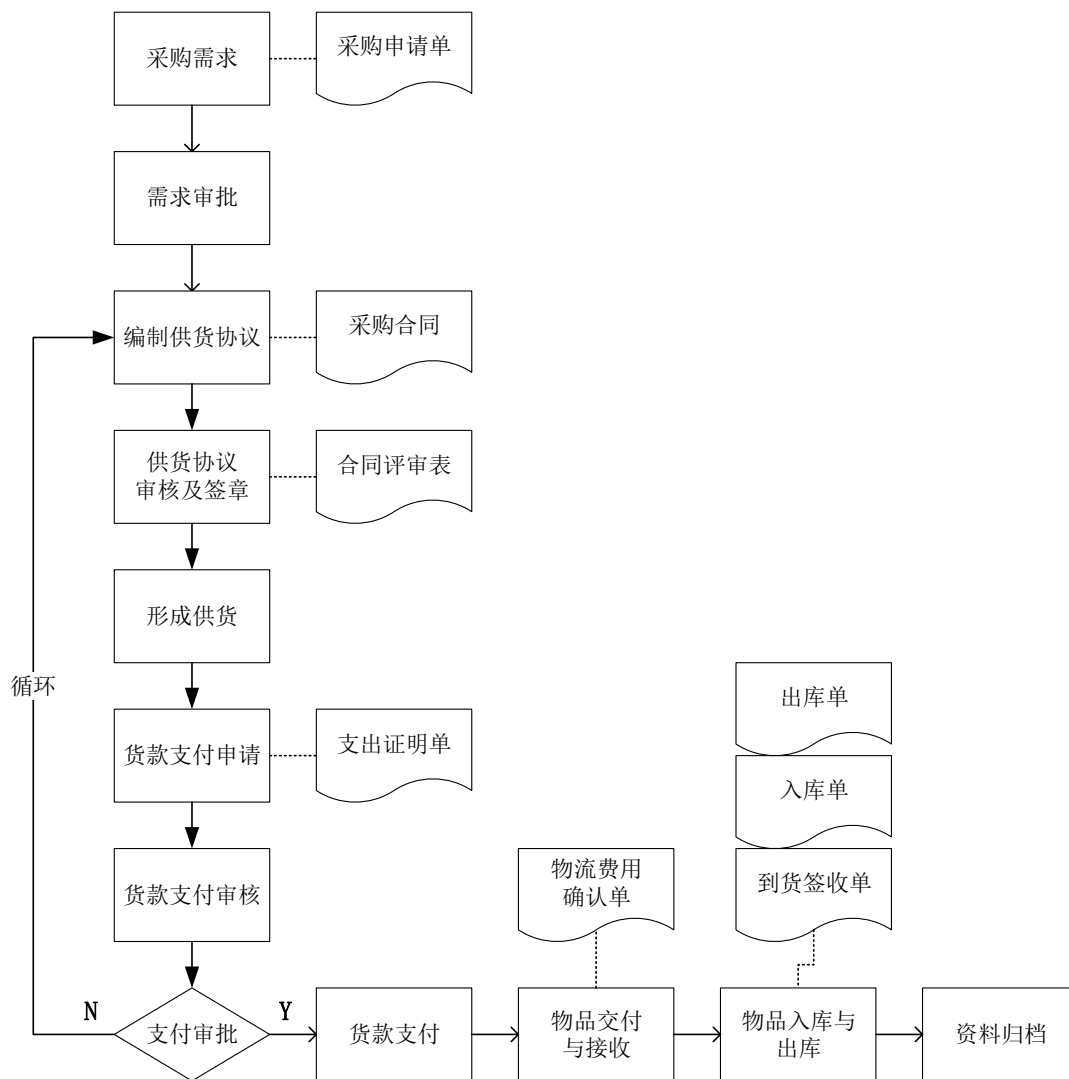 采购需求
采购申请单
需求审批
编制供货协议
采购合同
供货协议
审核及签章
合同评审表
形成供货
循环
出库单
货款支付申请
支出证明单
入库单
货款支付审核
物流费用
确认单
到货签收单
N
支付审批
Y
货款支付
物品交付
与接收
物品入库与
出库
资料归档